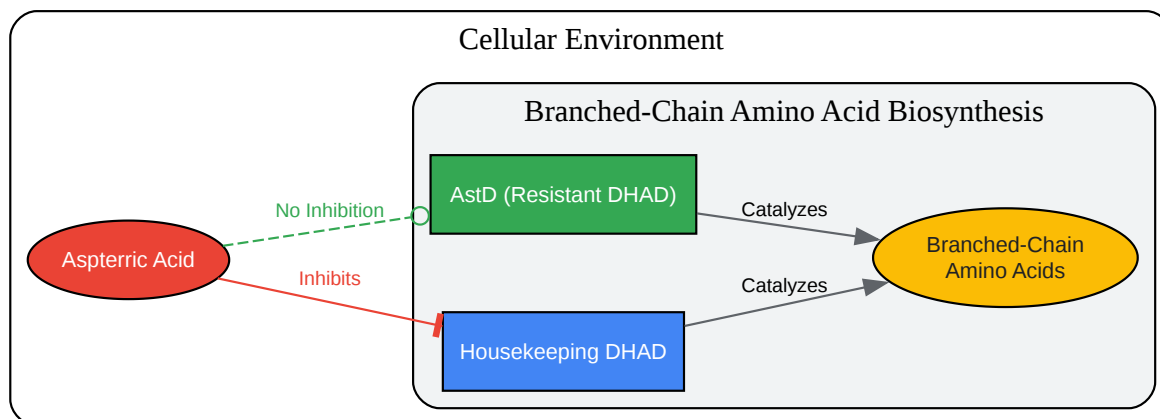 Cellular Environment
Branched-Chain Amino Acid Biosynthesis
AstD (Resistant DHAD)
No Inhibition
Catalyzes
Aspterric Acid
Branched-Chain
Amino Acids
Inhibits
Catalyzes
Housekeeping DHAD